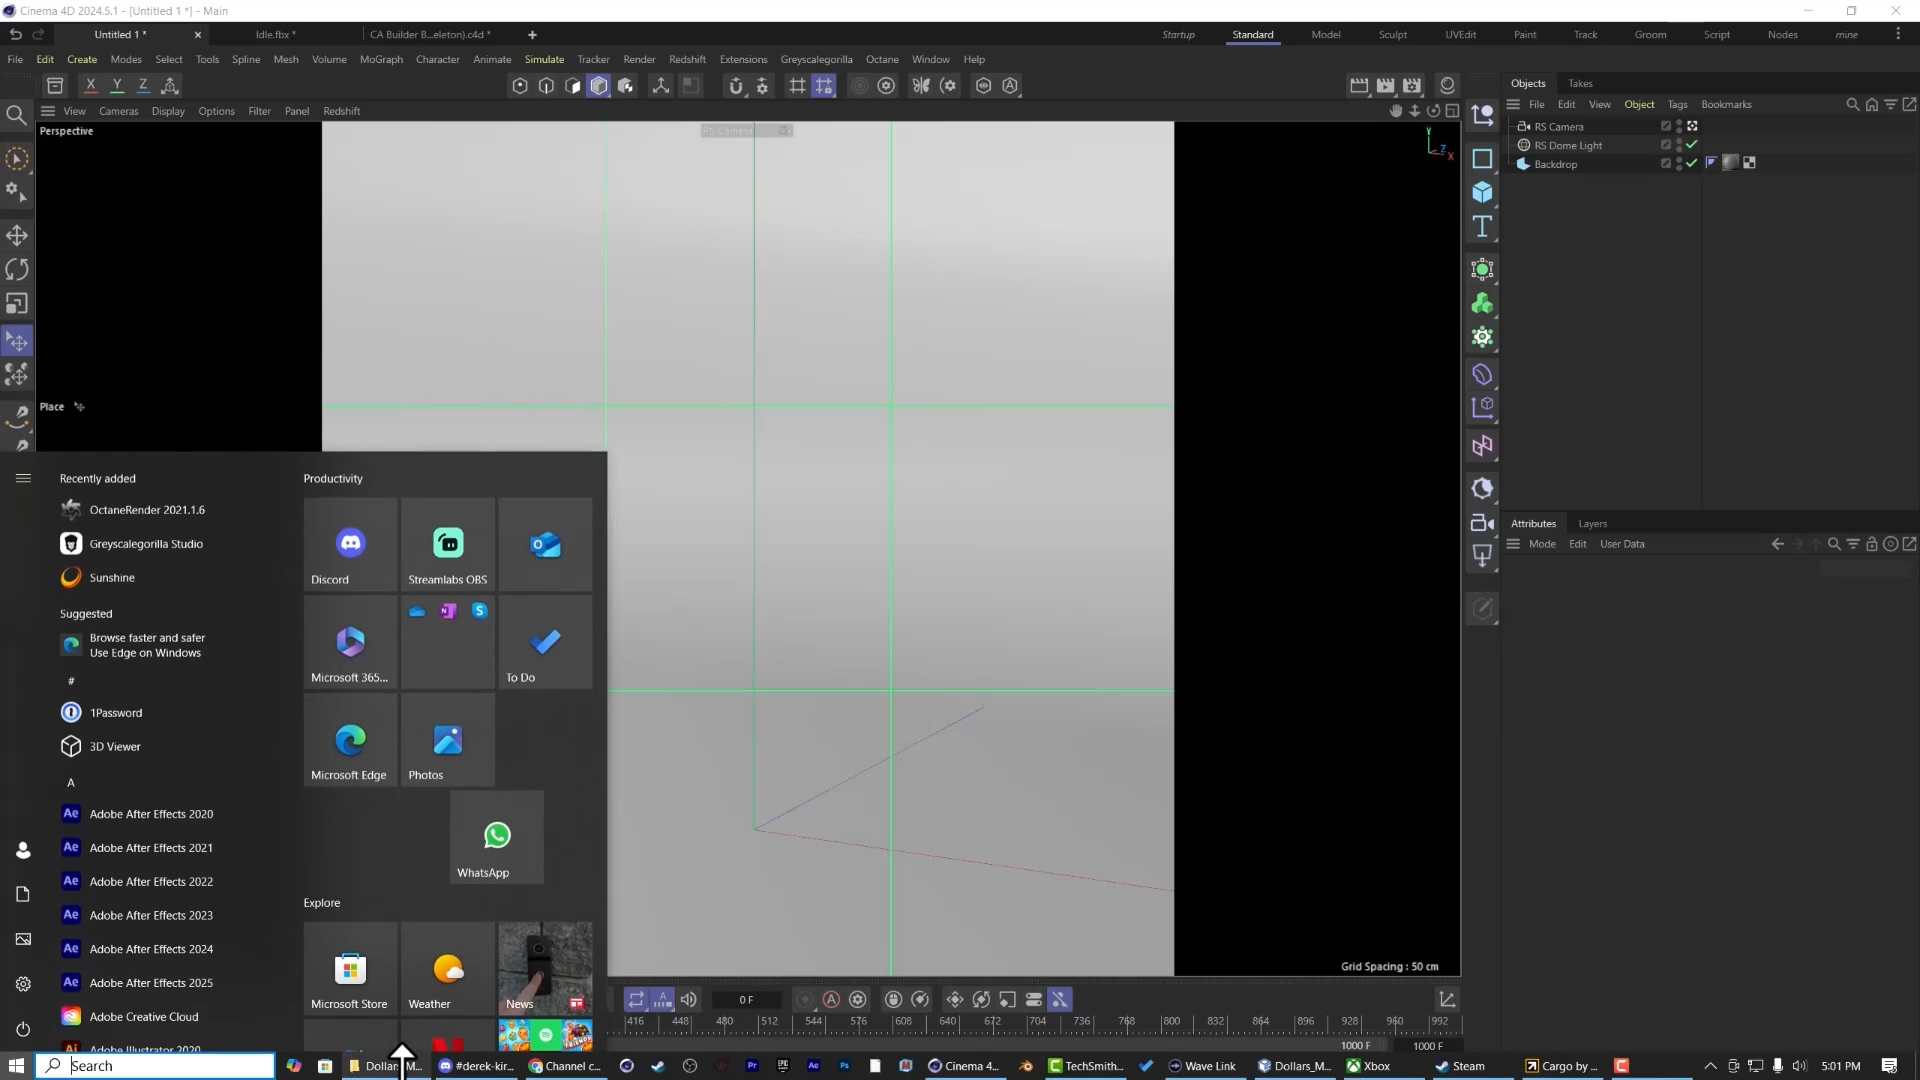 Cinema 4D 2024.5.1 - [Untitled 1 *] - Main
Untitled 1 *
Idle.fbx *
CA Builder B...eleton).c4d *
Startup
Standard
Model
Sculpt
UVEdit
Paint
Track
Groom
Script
Nodes
mine
File Edit Create Modes Select Tools Spline Mesh Volume MoGraph Character Animate Simulate Tracker Render Redshift Extensions Greyscalegorilla Octane Window Help
X Y Z
View Cameras Display Options Filter Panel Redshift
Perspective
RS Camera
Y
Z
X
Place
Objects Takes
File Edit View Object Tags Bookmarks
RS Camera
RS Dome Light
Backdrop
Attributes Layers
Mode Edit User Data
Recently added
OctaneRender 2021.1.6
Greyscalegorilla Studio
Sunshine
Suggested
Browse faster and safer
Use Edge on Windows
#
1Password
3D Viewer
A
Adobe After Effects 2020
Adobe After Effects 2021
Adobe After Effects 2022
Adobe After Effects 2023
Adobe After Effects 2024
Adobe After Effects 2025
Adobe Creative Cloud
Adobe Illustrator 2020
Productivity
Discord
Streamlabs OBS
Microsoft 365...
To Do
Microsoft Edge
Photos
WhatsApp
Explore
Microsoft Store
Weather
News
Grid Spacing : 50 cm
0 F
416 448 480 512 544 576 608 640 672 704 736 768 800 832 864 896 928 960 992
1000 F
1000 F
Search
Dollars M...
#derek-kir...
Channel c...
Cinema 4...
TechSmith...
Wave Link
Dollars_M...
Xbox
Steam
Cargo by ...
5:01 PM